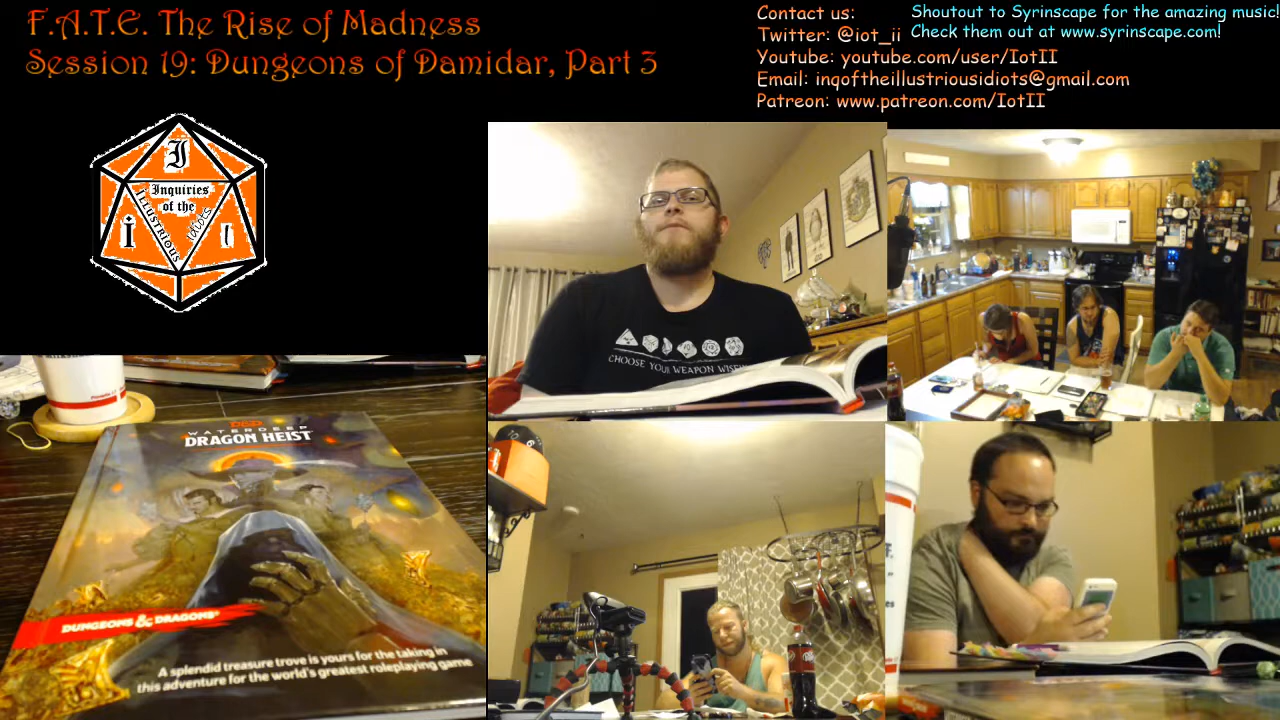 F.A.T.E. The Rise of Madness
Session 19: Dungeons of Damidar, Part 3
Contact us:
Twitter: @iot_ii
Youtube: youtube.com/user/IotII
Email: inqoftheillustriousidiots@gmail.com
Patreon: www.patreon.com/IotII
Shoutout to Syrinscape for the amazing music!
Check them out at www.syrinscape.com!
I
Inquiries
of the
Illustrious
Idiots
i
I
CHOOSE YOUR WEAPON
D&D
WATERDEEP
DRAGON HEIST
DUNGEONS & DRAGONS
A splendid treasure trove is yours for the taking in
this adventure for the world's greatest roleplaying game